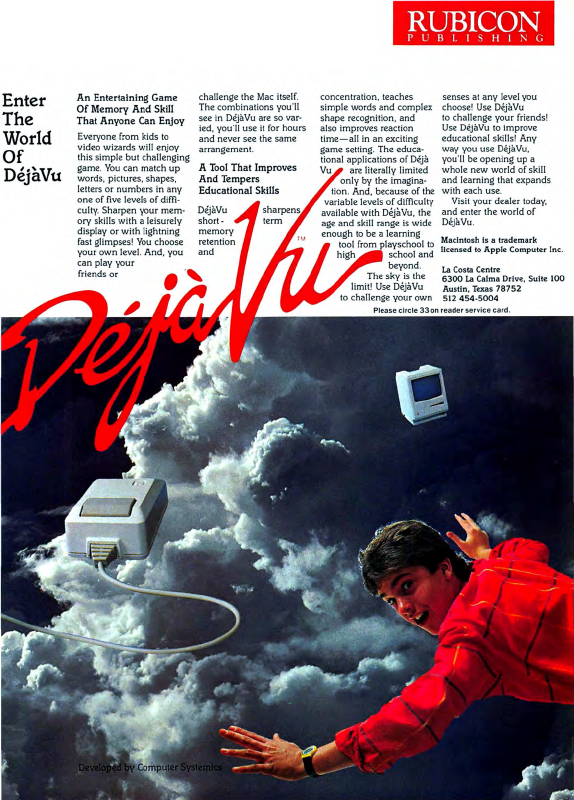 RUBICON
PUBLISHING
Enter
The
World
Of
DéjàVu
An Entertaining Game
Of Memory And Skill
That Anyone Can Enjoy
Everyone from kids to
video wizards will enjoy
this simple but challenging
game. You can match up
words, pictures, shapes,
letters or numbers in any
one of five levels of diffi-
culty. Sharpen your mem-
ory skills with a leisurely
display or with lightning
fast glimpses! You choose
your own level. And, you
can play your
friends or
challenge the Mac itself.
The combinations you'll
see in DéjàVu are so var-
ied, you'll use it for hours
and never see the same
arrangement.
A Tool That Improves
And Tempers
Educational Skills
DéjàVu sharpens
short- term
memory
retention
and
concentration, teaches
simple words and complex
shape recognition, and
also improves reaction
time—all in an exciting
game setting. The educa-
tional applications of Déjà
Vu are literally limited
only by the imagina-
tion. And, because of the
variable levels of difficulty
available with DéjàVu, the
age and skill range is wide
enough to be a learning
tool from playschool to
high school and
beyond.
The sky is the
limit! Use DéjàVu
to challenge your own
senses at any level you
choose! Use DéjàVu
to challenge your friends!
Use DéjàVu to improve
educational skills! Any
way you use DéjàVu,
you'll be opening up a
whole new world of skill
and learning that expands
with each use.
Visit your dealer today,
and enter the world of
DéjàVu.
Macintosh is a trademark
licensed to Apple Computer Inc.
La Costa Centre
6300 La Calma Drive, Suite 100
Austin, Texas 78752
512 454-5004
Please circle 33 on reader service card.
DéjàVu™
Developed by Computer Systemics